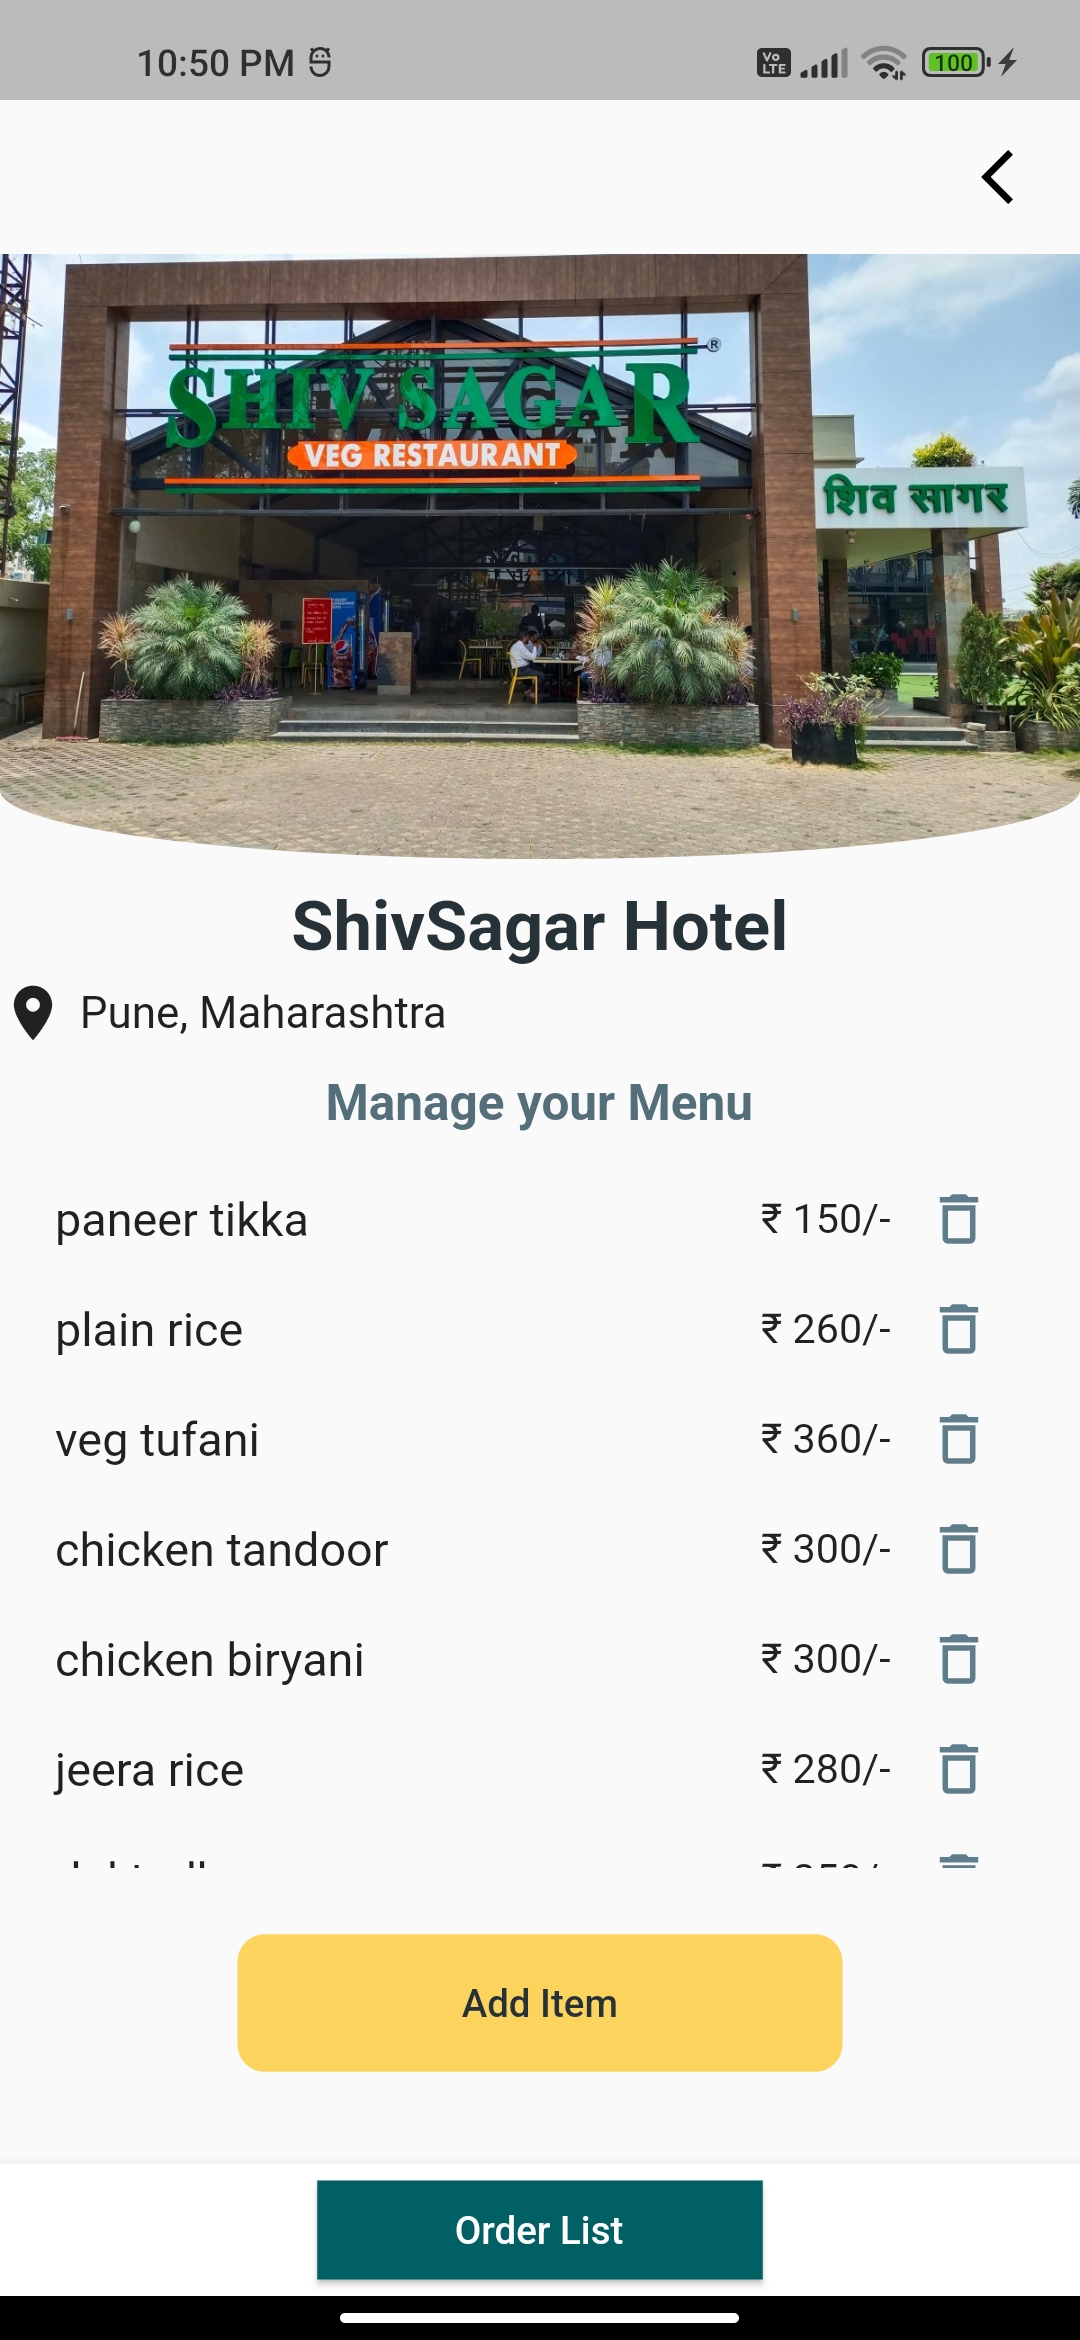 10:50 PM
Vo LTE
100
SHIV SAGAR ®
VEG RESTAURANT
शिव सागर
ShivSagar Hotel
Pune, Maharashtra
Manage your Menu
paneer tikka ₹ 150/-
plain rice ₹ 260/-
veg tufani ₹ 360/-
chicken tandoor ₹ 300/-
chicken biryani ₹ 300/-
jeera rice ₹ 280/-
Add Item
Order List